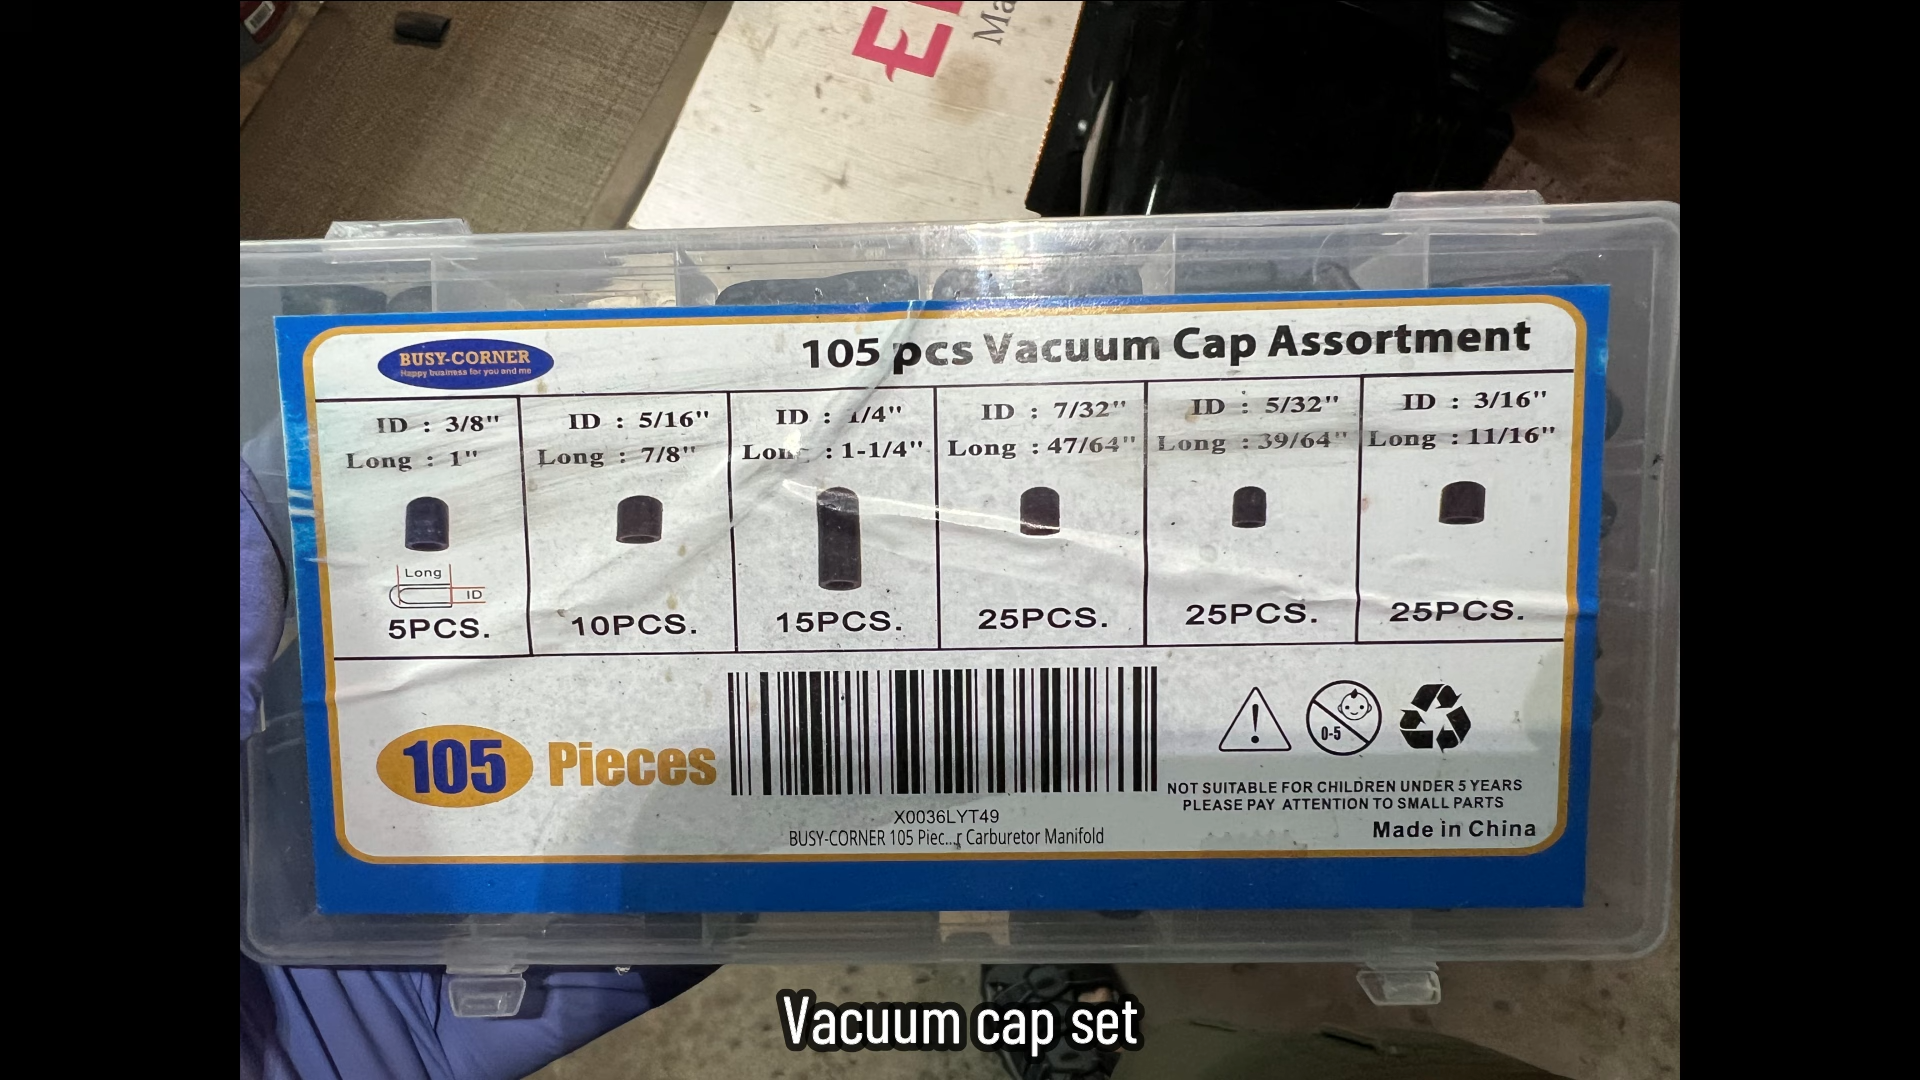 E
Ma
BUSY-CORNER
Happy business for you and me
105 pcs Vacuum Cap Assortment
ID : 3/8"
Long : 1"
Long
ID
5PCS.
ID : 5/16"
Long : 7/8"
10PCS.
ID : 1/4"
Long : 1-1/4"
15PCS.
ID : 7/32"
Long : 47/64"
25PCS.
ID : 5/32"
Long : 39/64"
25PCS.
ID : 3/16"
Long : 11/16"
25PCS.
105 Pieces
X0036LYT49
BUSY-CORNER 105 Piec...r Carburetor Manifold
0-5
NOT SUITABLE FOR CHILDREN UNDER 5 YEARS
PLEASE PAY ATTENTION TO SMALL PARTS
Made in China
Vacuum cap set